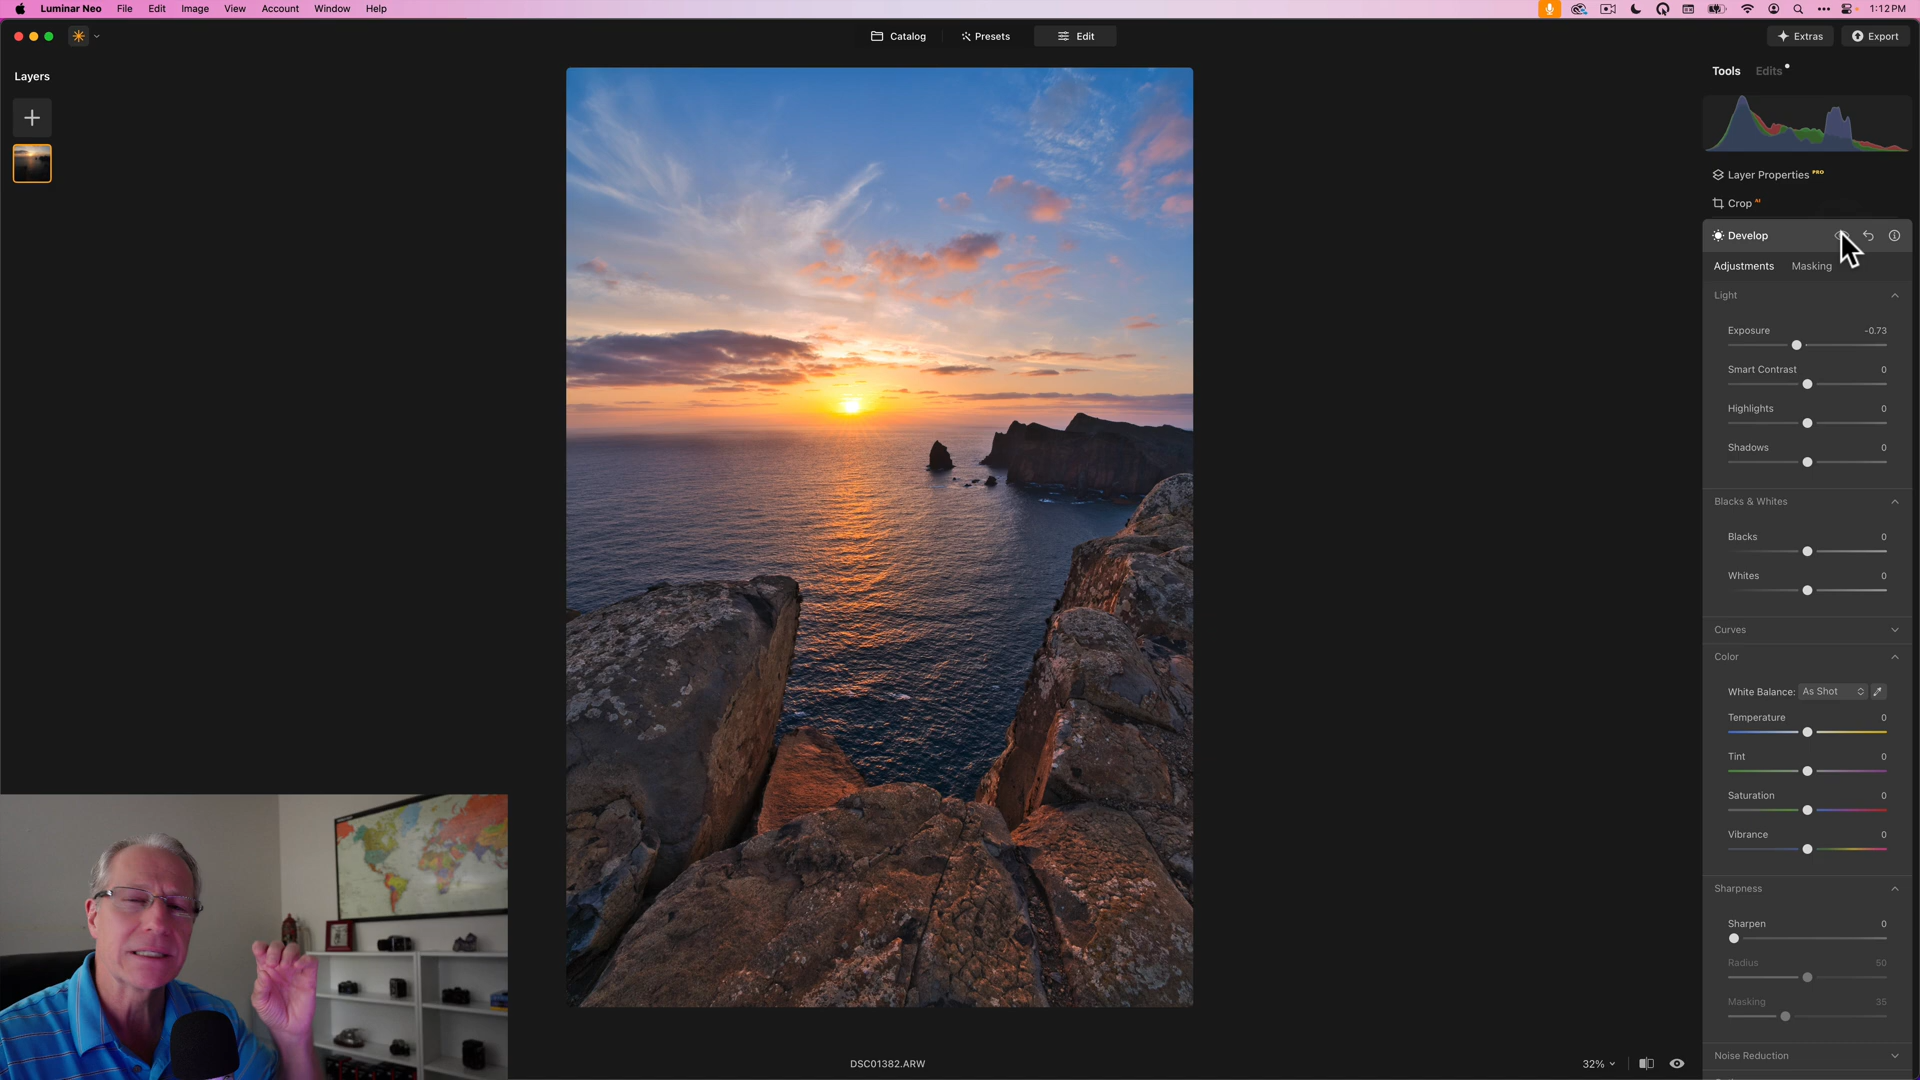 Luminar Neo File Edit Image View Account Window Help 1:12 PM
Catalog Presets Edit Extras Export
Layers
Tools Edits
Layer Properties PRO
Crop AI
Develop
Adjustments Masking
Light
Exposure -0.73
Smart Contrast 0
Highlights 0
Shadows 0
Blacks & Whites
Blacks 0
Whites 0
Curves
Color
White Balance: As Shot
Temperature 0
Tint 0
Saturation 0
Vibrance 0
Sharpness
Sharpen 0
Radius 50
Masking 35
Noise Reduction
DSC01382.ARW
32%